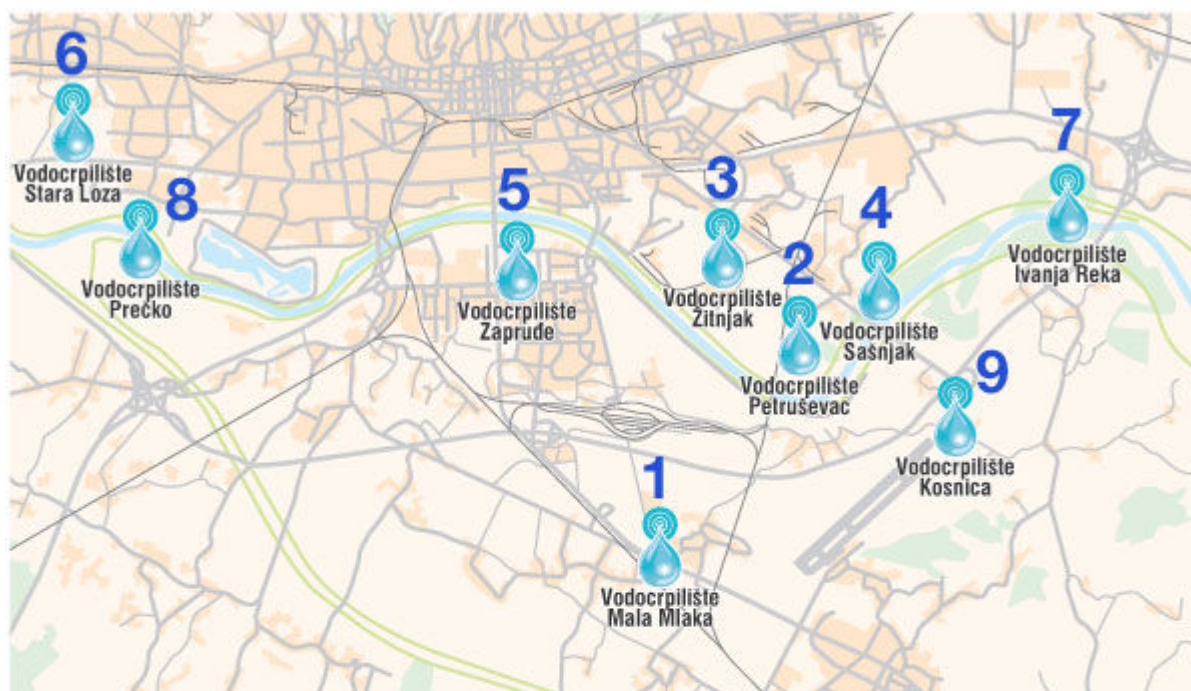 6
Vodocrpilište
Stara Loza
8
Vodocrpilište
Prečko
5
Vodocrpilište
Zapruđe
3
Vodocrpilište
Žitnjak
2
Vodocrpilište
Petruševac
4
Vodocrpilište
Sašnjak
7
Vodocrpilište
Ivanja Reka
9
Vodocrpilište
Kosnica
1
Vodocrpilište
Mala Mlaka